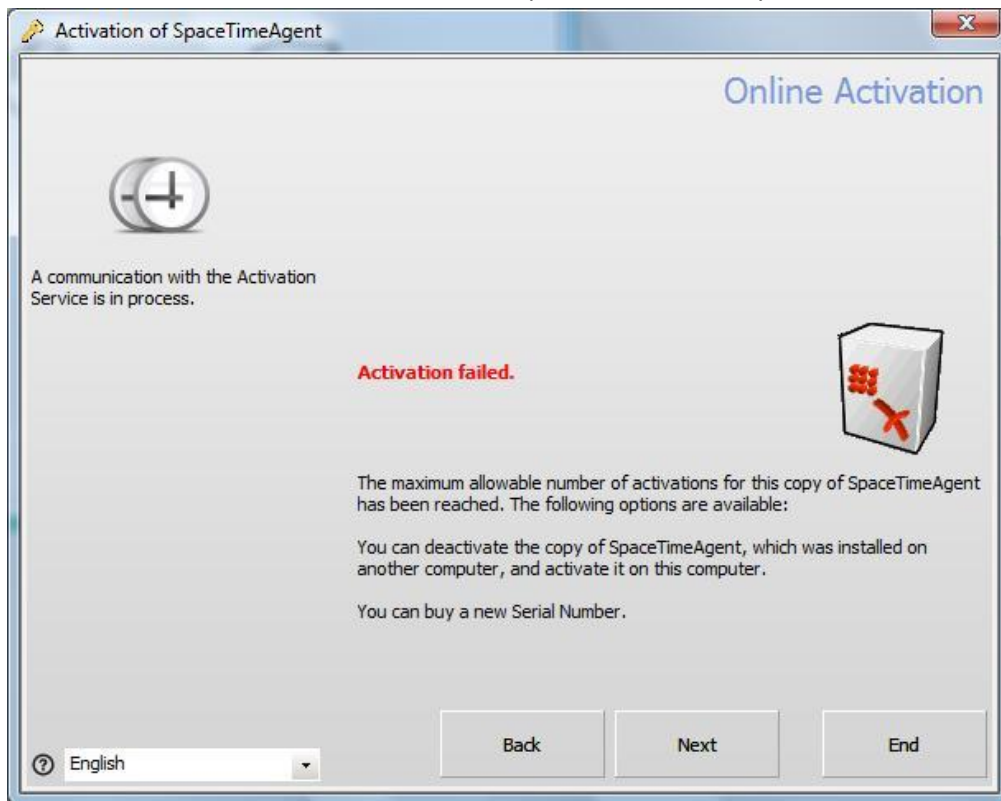 Activation of SpaceTimeAgent
Online Activation
A communication with the Activation
Service is in process.
Activation failed.
The maximum allowable number of activations for this copy of SpaceTimeAgent
has been reached. The following options are available:
You can deactivate the copy of SpaceTimeAgent, which was installed on
another computer, and activate it on this computer.
You can buy a new Serial Number.
Back
Next
End
English